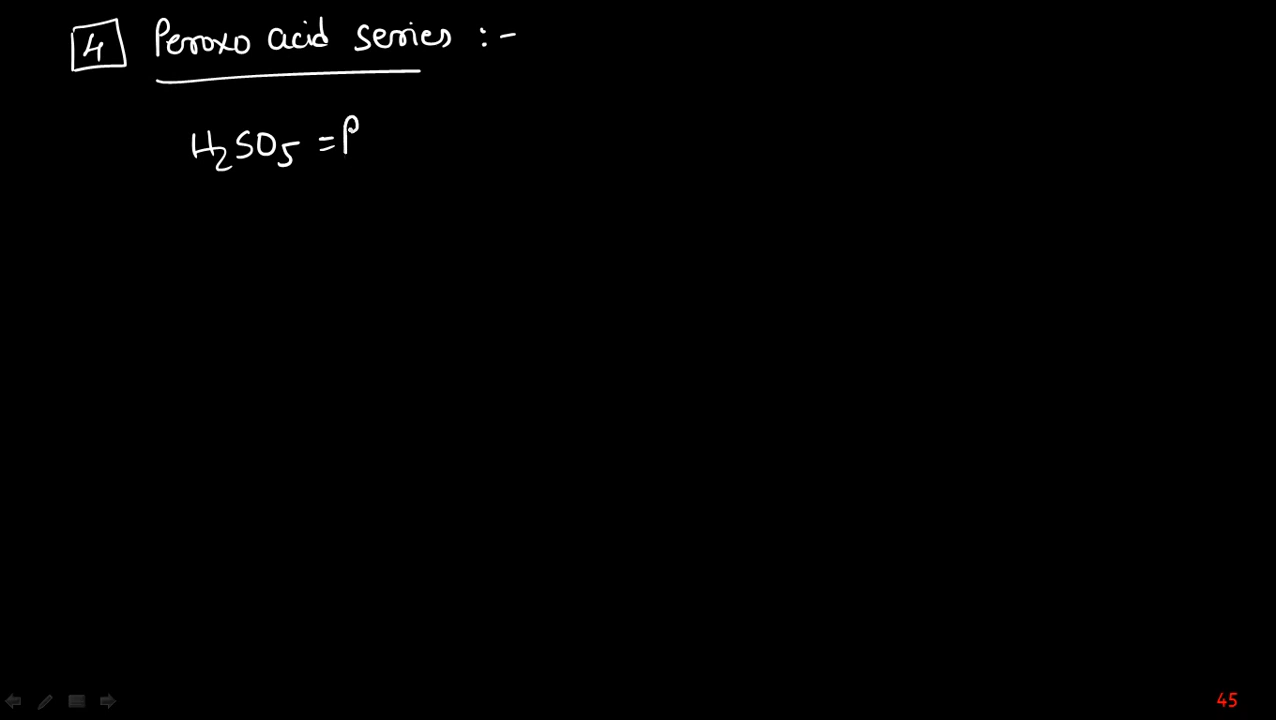 4 Peroxo acid series :-
H₂SO₅ = P
45